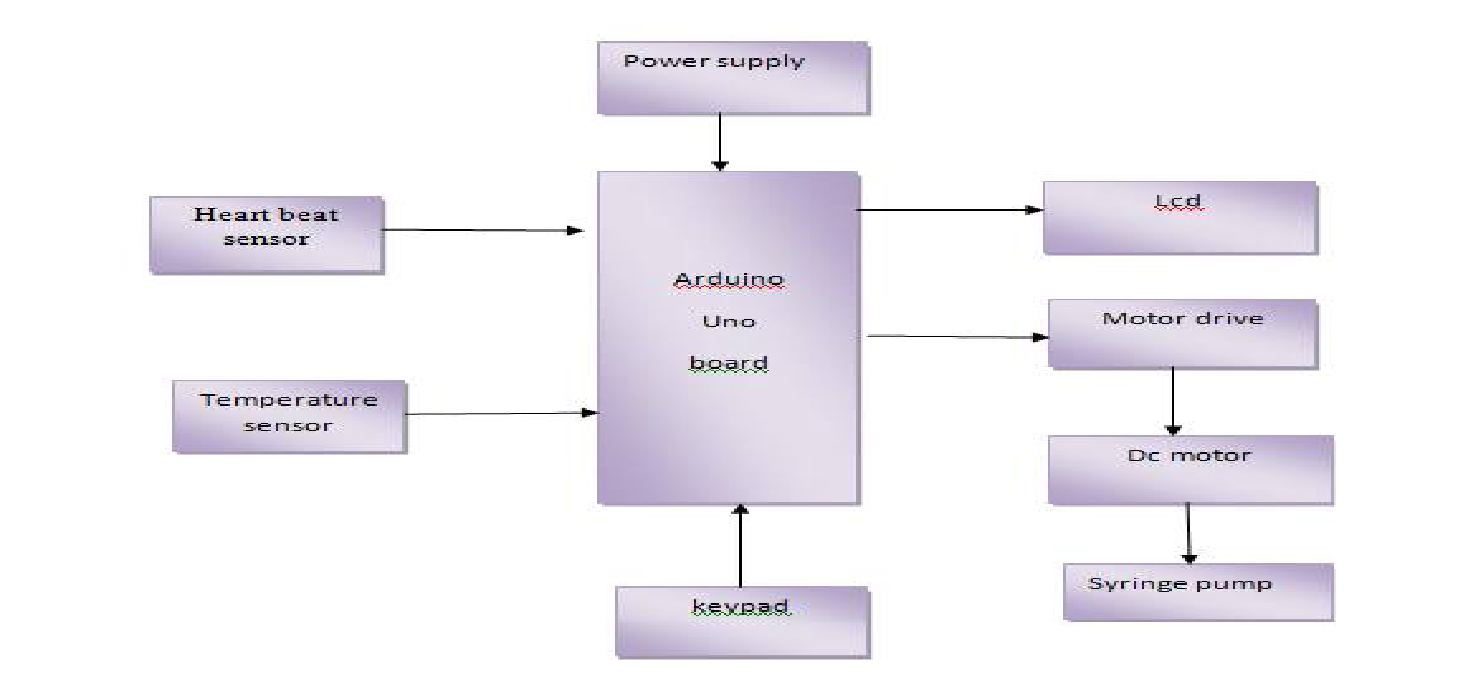 Power supply
Heart beat
sensor
Lcd
Arduino
Uno
board
Motor drive
Temperature
sensor
Dc motor
Syringe pump
keypad